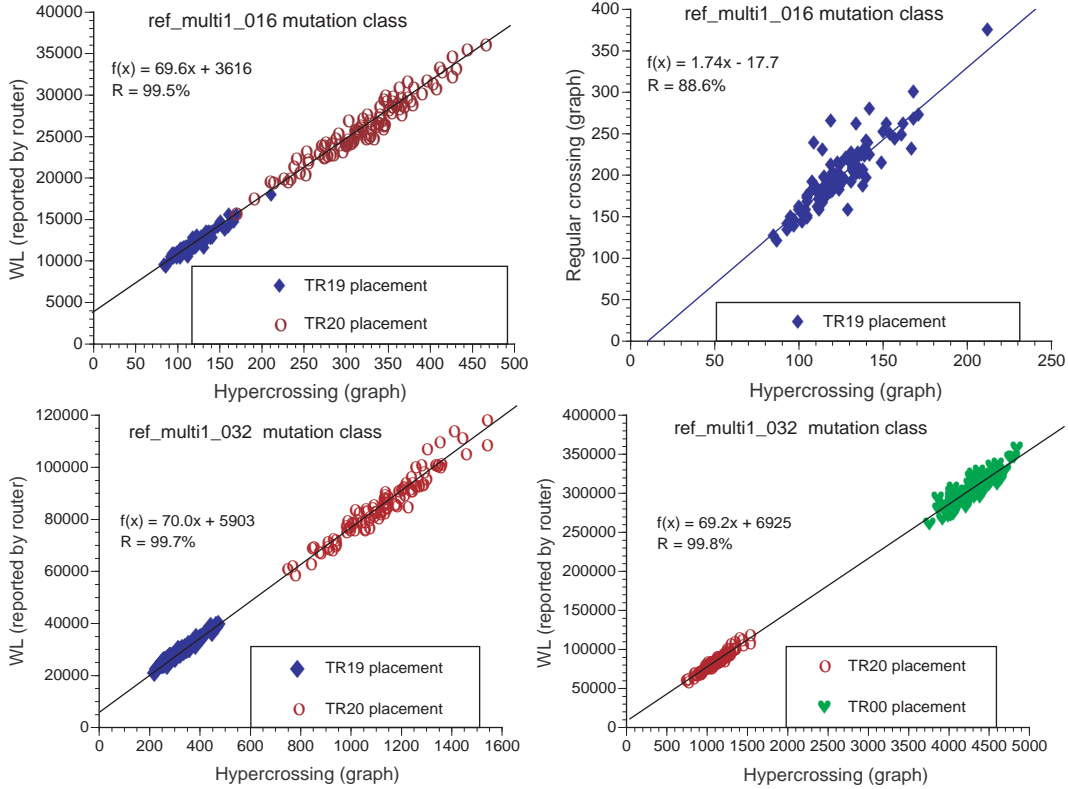 ref_multi1_016 mutation class
f(x) = 69.6x + 3616
R = 99.5%
WL (reported by router)
40000
35000
30000
25000
20000
15000
10000
5000
0
TR19 placement
TR20 placement
0 50 100 150 200 250 300 350 400 450 500
Hypercrossing (graph)
ref_multi1_016 mutation class
f(x) = 1.74x - 17.7
R = 88.6%
Regular crossing (graph)
400
350
300
250
200
150
100
50
0
TR19 placement
0 50 100 150 200 250
Hypercrossing (graph)
ref_multi1_032 mutation class
f(x) = 70.0x + 5903
R = 99.7%
WL (reported by router)
120000
100000
80000
60000
40000
20000
0
TR19 placement
TR20 placement
0 200 400 600 800 1000 1200 1400 1600
Hypercrossing (graph)
ref_multi1_032 mutation class
f(x) = 69.2x + 6925
R = 99.8%
WL (reported by router)
400000
350000
300000
250000
200000
150000
100000
50000
0
TR20 placement
TR00 placement
0 500 1000 1500 2000 2500 3000 3500 4000 4500 5000
Hypercrossing (graph)